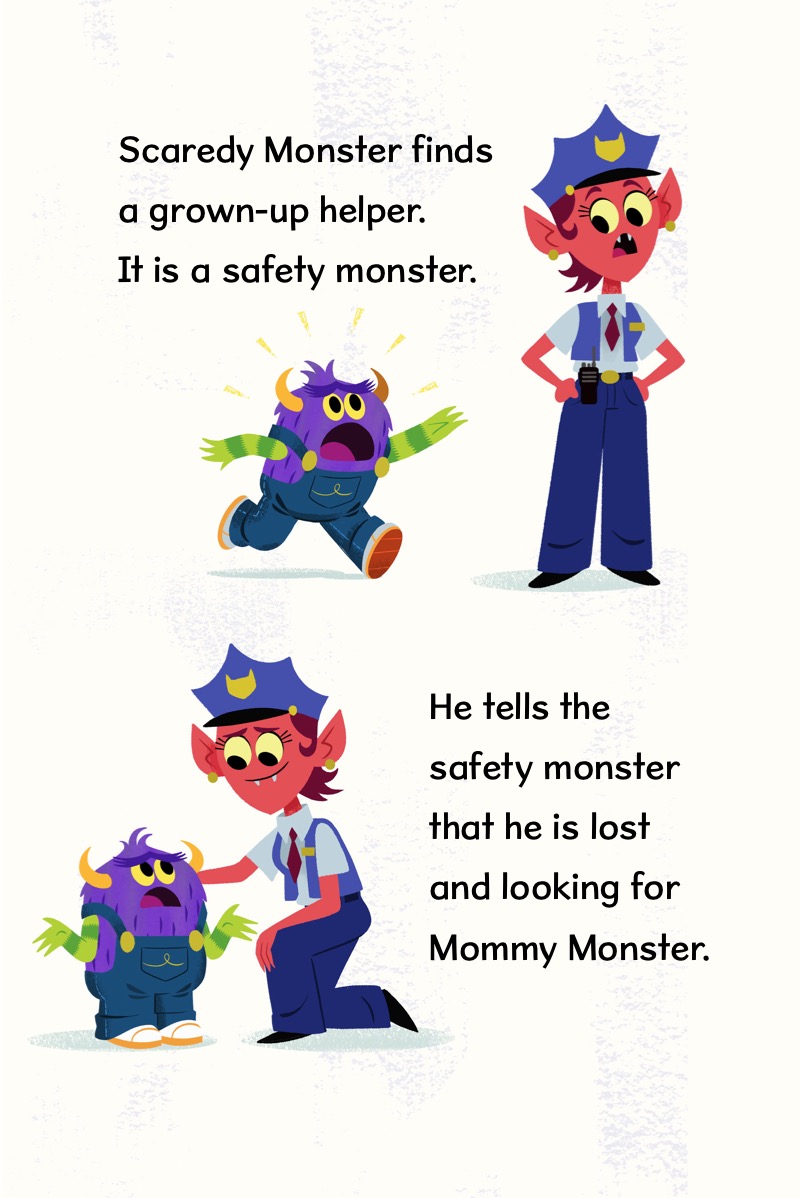 Scaredy Monster finds
a grown-up helper.
It is a safety monster.
He tells the
safety monster
that he is lost
and looking for
Mommy Monster.